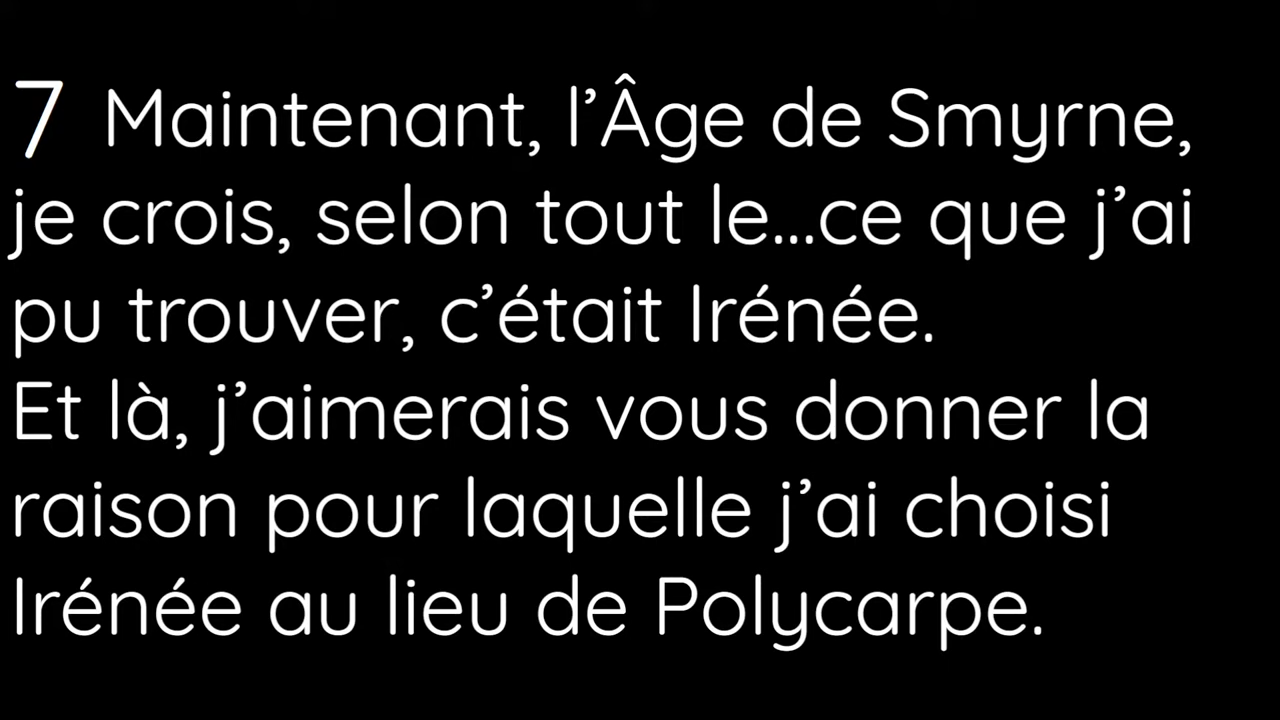 7 Maintenant, l’Âge de Smyrne,
je crois, selon tout le...ce que j’ai
pu trouver, c’était Irénée.
Et là, j’aimerais vous donner la
raison pour laquelle j’ai choisi
Irénée au lieu de Polycarpe.